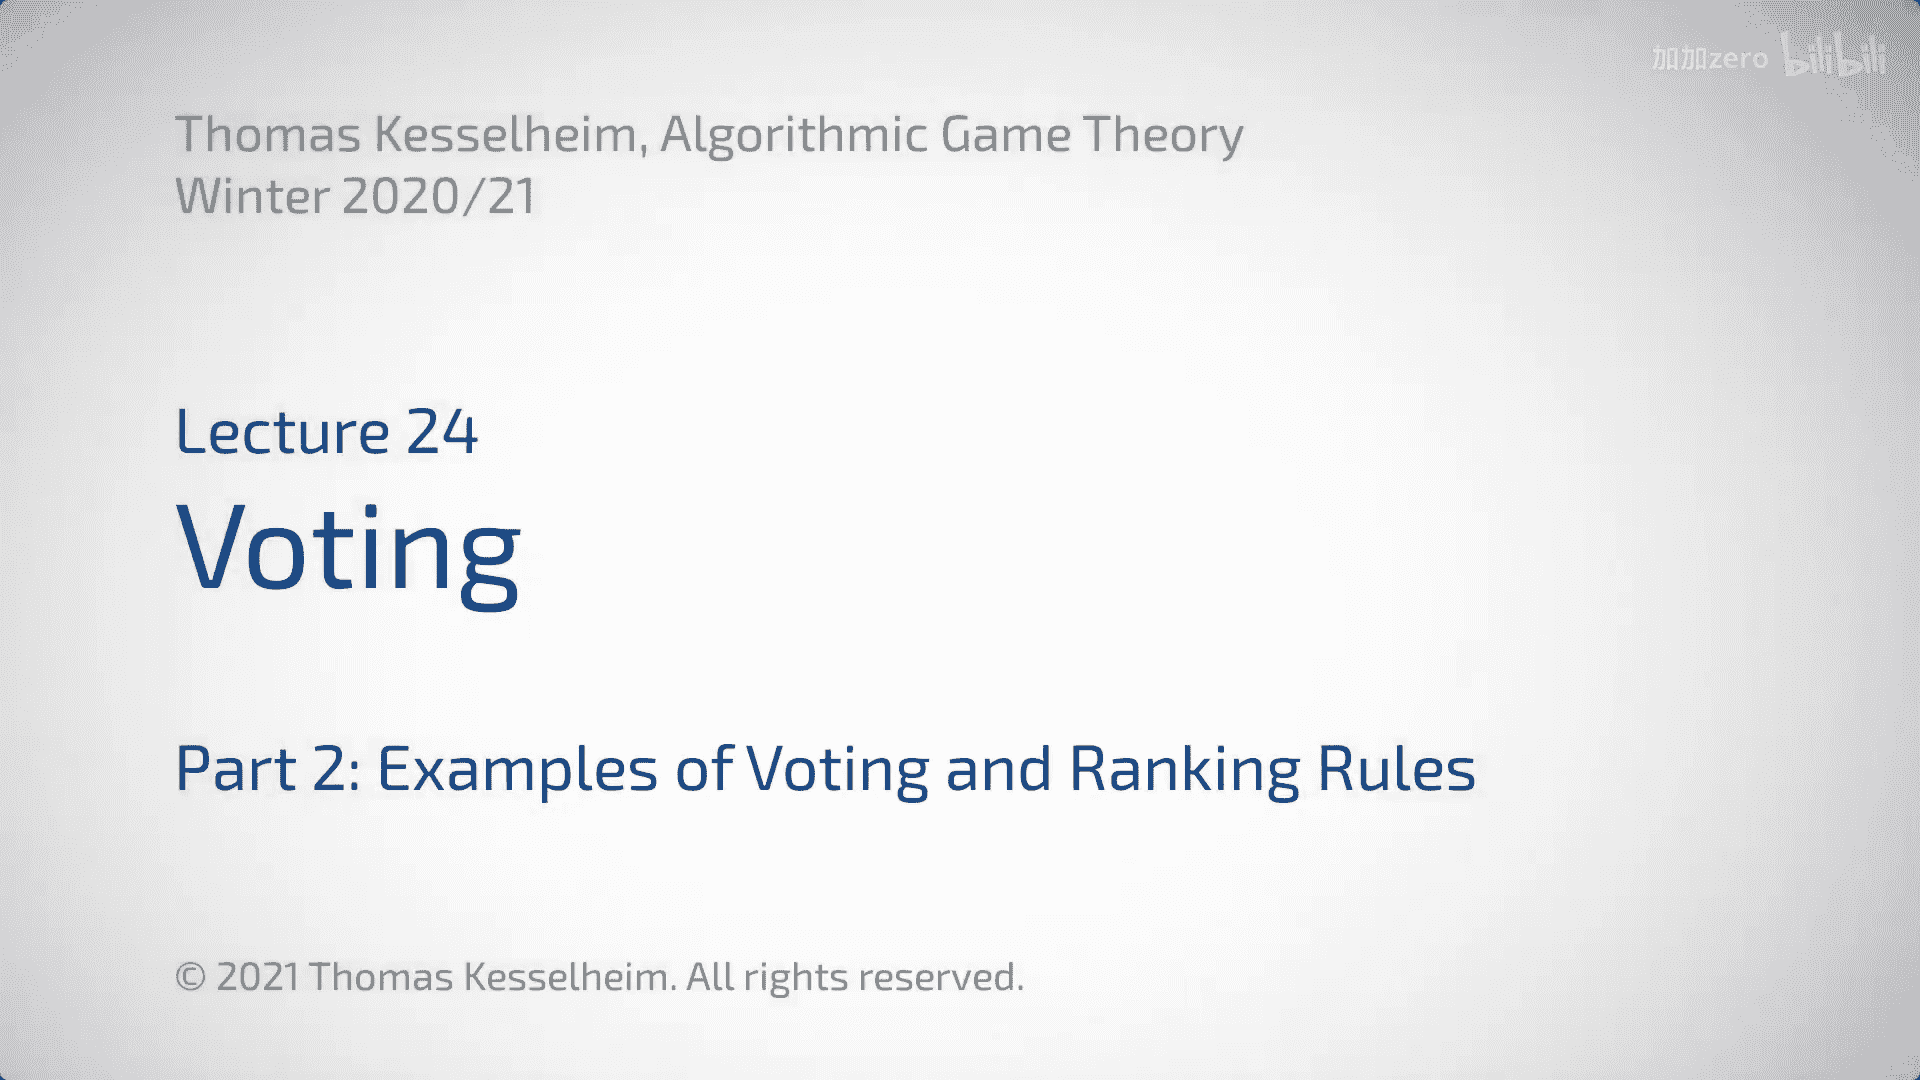 加加zero bilibili
Thomas Kesselheim, Algorithmic Game Theory
Winter 2020/21
Lecture 24
Voting
Part 2: Examples of Voting and Ranking Rules
© 2021 Thomas Kesselheim. All rights reserved.